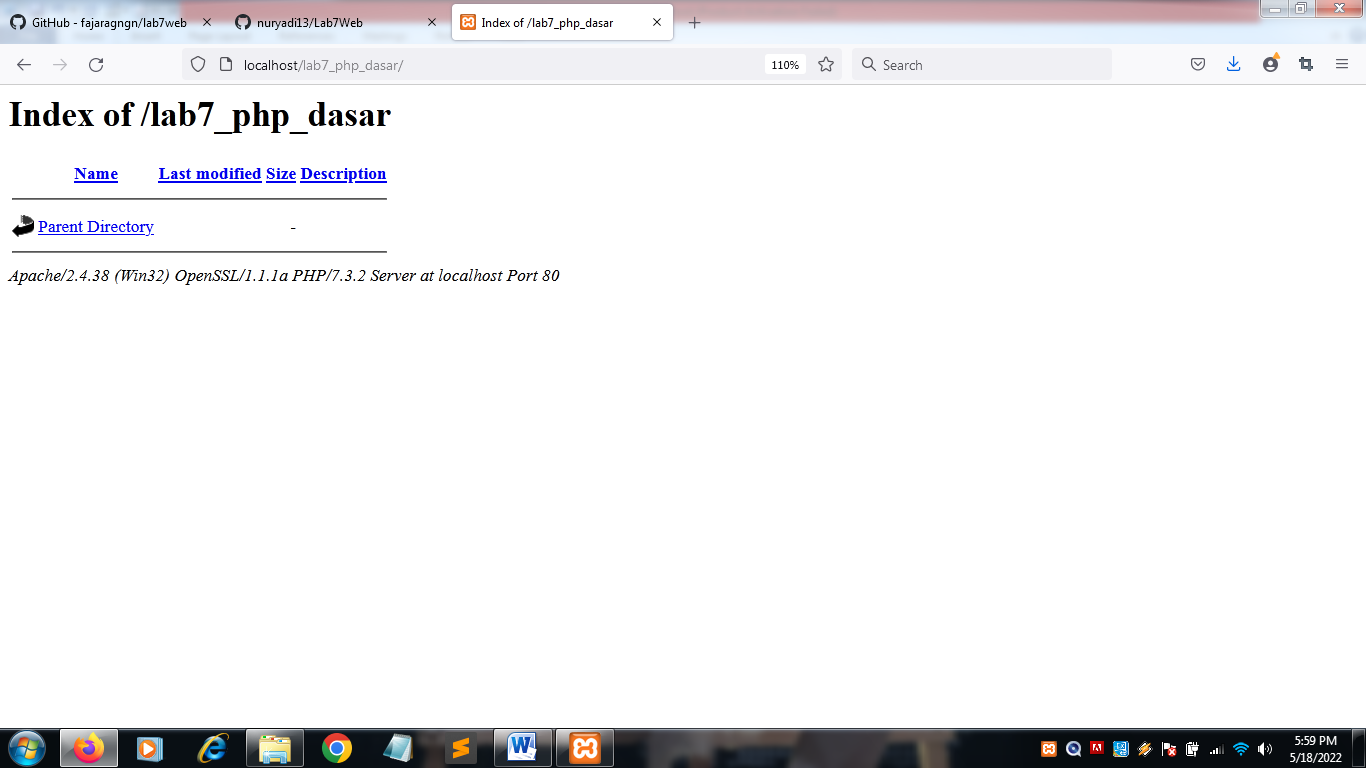 GitHub - fajaragngn/lab7web
nuryadi13/Lab7Web
Index of /lab7_php_dasar
localhost/lab7_php_dasar/
110%
Search
Index of /lab7_php_dasar
Name Last modified Size Description
Parent Directory -
Apache/2.4.38 (Win32) OpenSSL/1.1.1a PHP/7.3.2 Server at localhost Port 80
5:59 PM
5/18/2022